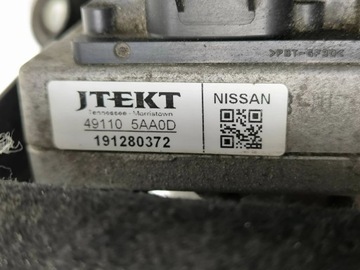 >PBT-GF30<
JTEKT
Tennessee - Morristown
49110 5AA0D
191280372
NISSAN